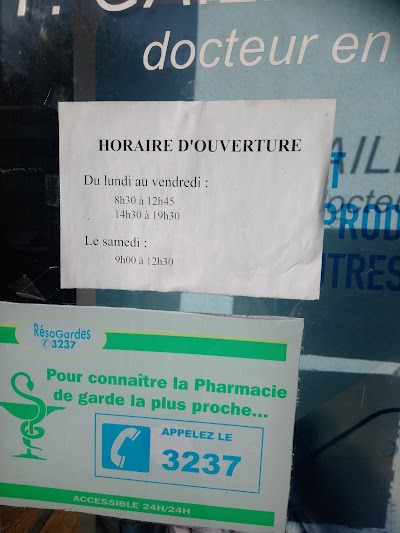 docteur en
HORAIRE D'OUVERTURE
Du lundi au vendredi :
8h30 à 12h45
14h30 à 19h30
Le samedi :
9h00 à 12h30
RésoGardes
✆3237
Pour connaître la Pharmacie
de garde la plus proche...
APPELEZ LE
3237
ACCESSIBLE 24H/24H